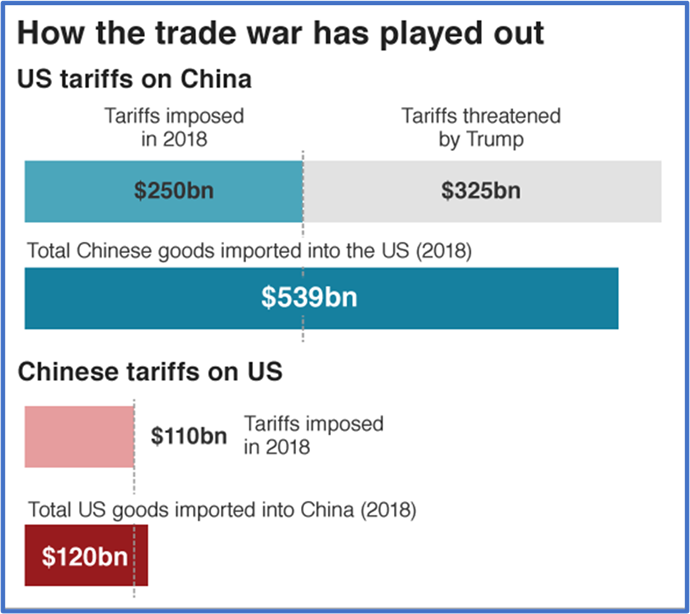 How the trade war has played out
US tariffs on China
Tariffs imposed
in 2018
Tariffs threatened
by Trump
$250bn
$325bn
Total Chinese goods imported into the US (2018)
$539bn
Chinese tariffs on US
$110bn
Tariffs imposed
in 2018
Total US goods imported into China (2018)
$120bn